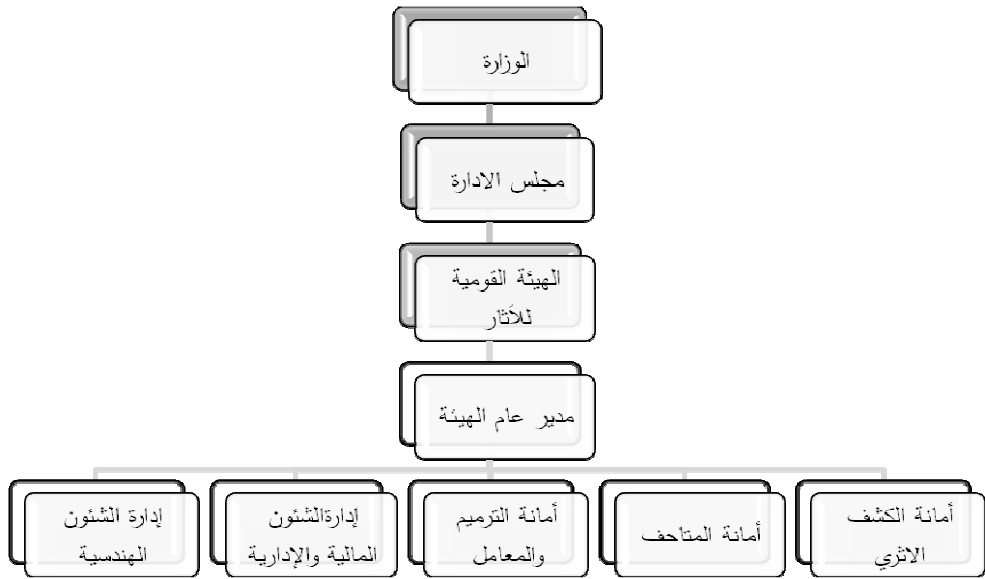 الوزارة
مجلس الادارة
الهيئة القومية
للآثار
مدير عام الهيئة
أمانة الكشف
الاثري
أمانة المتاحف
أمانة الترميم
والمعامل
إدارةالشئون
المالية والإدارية
إدارة الشئون
الهندسية